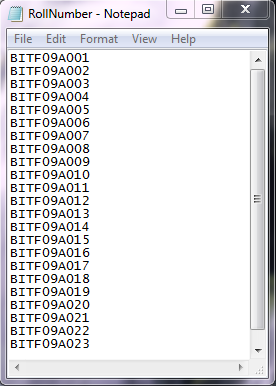 RollNumber - Notepad
File Edit Format View Help
BITF09A001
BITF09A002
BITF09A003
BITF09A004
BITF09A005
BITF09A006
BITF09A007
BITF09A008
BITF09A009
BITF09A010
BITF09A011
BITF09A012
BITF09A013
BITF09A014
BITF09A015
BITF09A016
BITF09A017
BITF09A018
BITF09A019
BITF09A020
BITF09A021
BITF09A022
BITF09A023